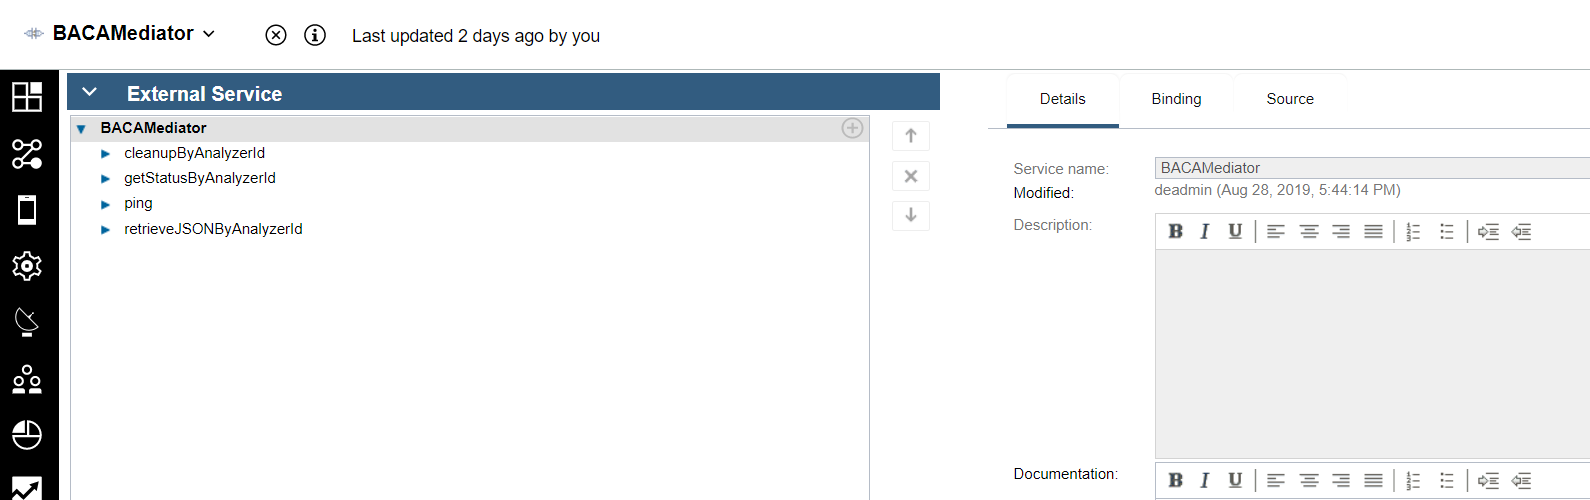 BACAMediator
Last updated 2 days ago by you
External Service
BACAMediator
cleanupByAnalyzerId
getStatusByAnalyzerId
ping
retrieveJSONByAnalyzerId
Details Binding Source
Service name: BACAMediator
Modified: deadmin (Aug 28, 2019, 5:44:14 PM)
Description:
B I U
Documentation:
B I U